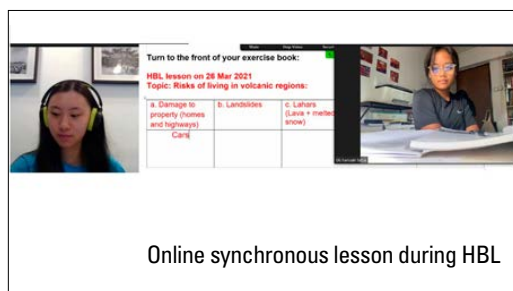 Turn to the front of your exercise book:
HBL lesson on 26 Mar 2021
Topic: Risks of living in volcanic regions:
a. Damage to
property (homes
and highways)
b. Landslides
c. Lahars
(Lava + melted
snow)
Cars
Online synchronous lesson during HBL